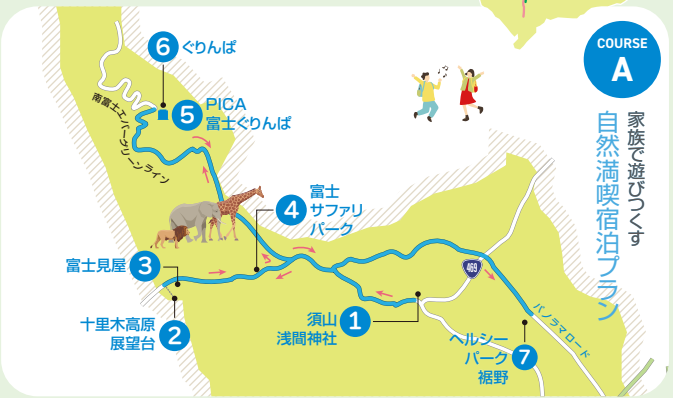 COURSE
A
家族で遊びつくす
自然満喫宿泊プラン
6 ぐりんぱ
5 PICA
富士ぐりんぱ
南富士エバーグリーンライン
4 富士
サファリ
パーク
富士見屋 3
469
須山
浅間神社 1
十里木高原
展望台 2
パノラマロード
ヘルシー
パーク
裾野 7